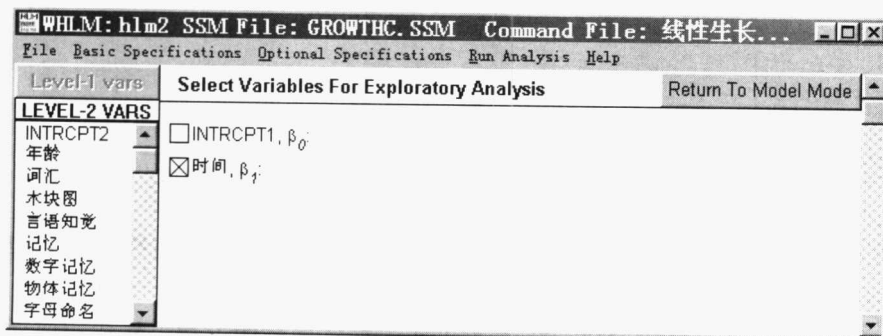 WHLM: hlm2 SSM File: GROWTHC.SSM Command File: 线性生长...
File Basic Specifications Optional Specifications Run Analysis Help
Level-1 vars
Select Variables For Exploratory Analysis
Return To Model Mode
LEVEL-2 VARS
INTRCPT2
年龄
词汇
木块图
言语知觉
记忆
数字记忆
物体记忆
字母命名
INTRCPT1, β0:
时间, β1: